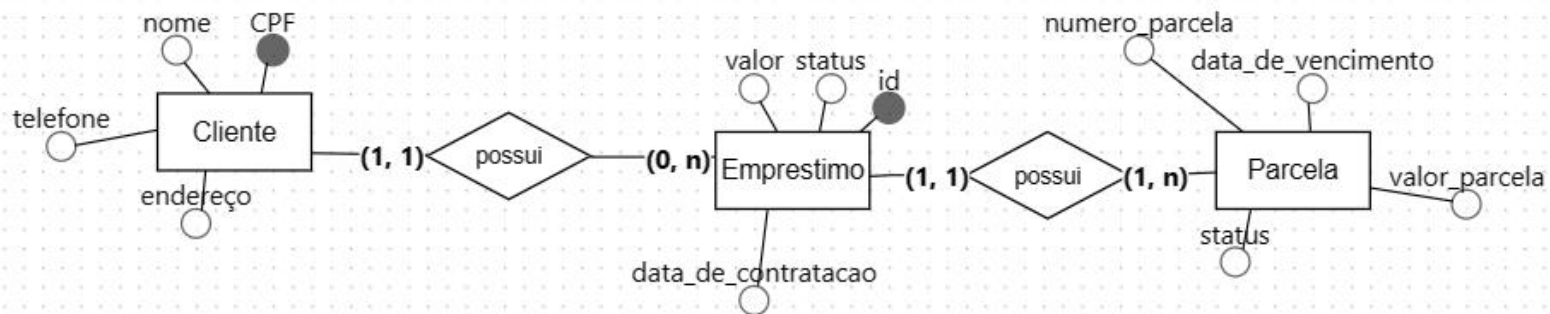 nome
CPF
telefone
Cliente
endereço
(1, 1)
possui
(0, n)
valor
status
id
Emprestimo
data_de_contratacao
(1, 1)
possui
(1, n)
numero_parcela
data_de_vencimento
Parcela
valor_parcela
status